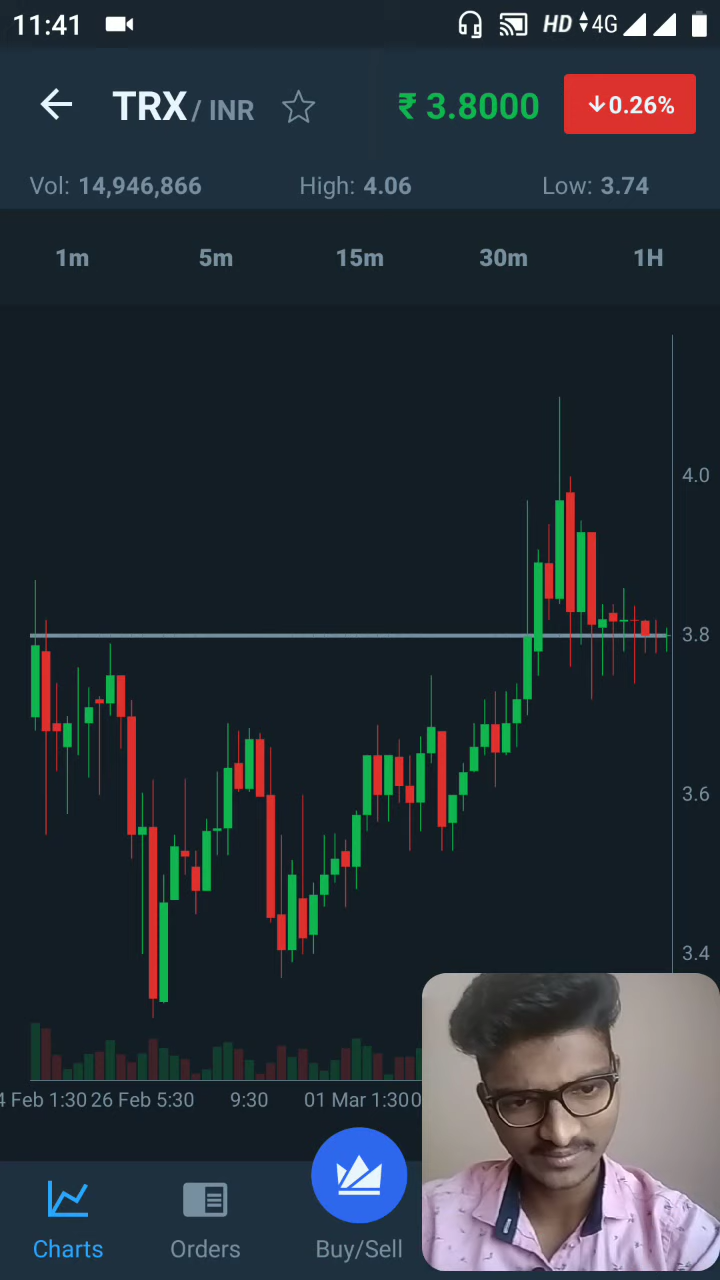 11:41 HD 4G
TRX / INR ₹ 3.8000 ↓0.26%
Vol: 14,946,866 High: 4.06 Low: 3.74
1m 5m 15m 30m 1H
4.0
3.8
3.6
3.4
4 Feb 1:30 26 Feb 5:30 9:30 01 Mar 1:300
Charts Orders Buy/Sell